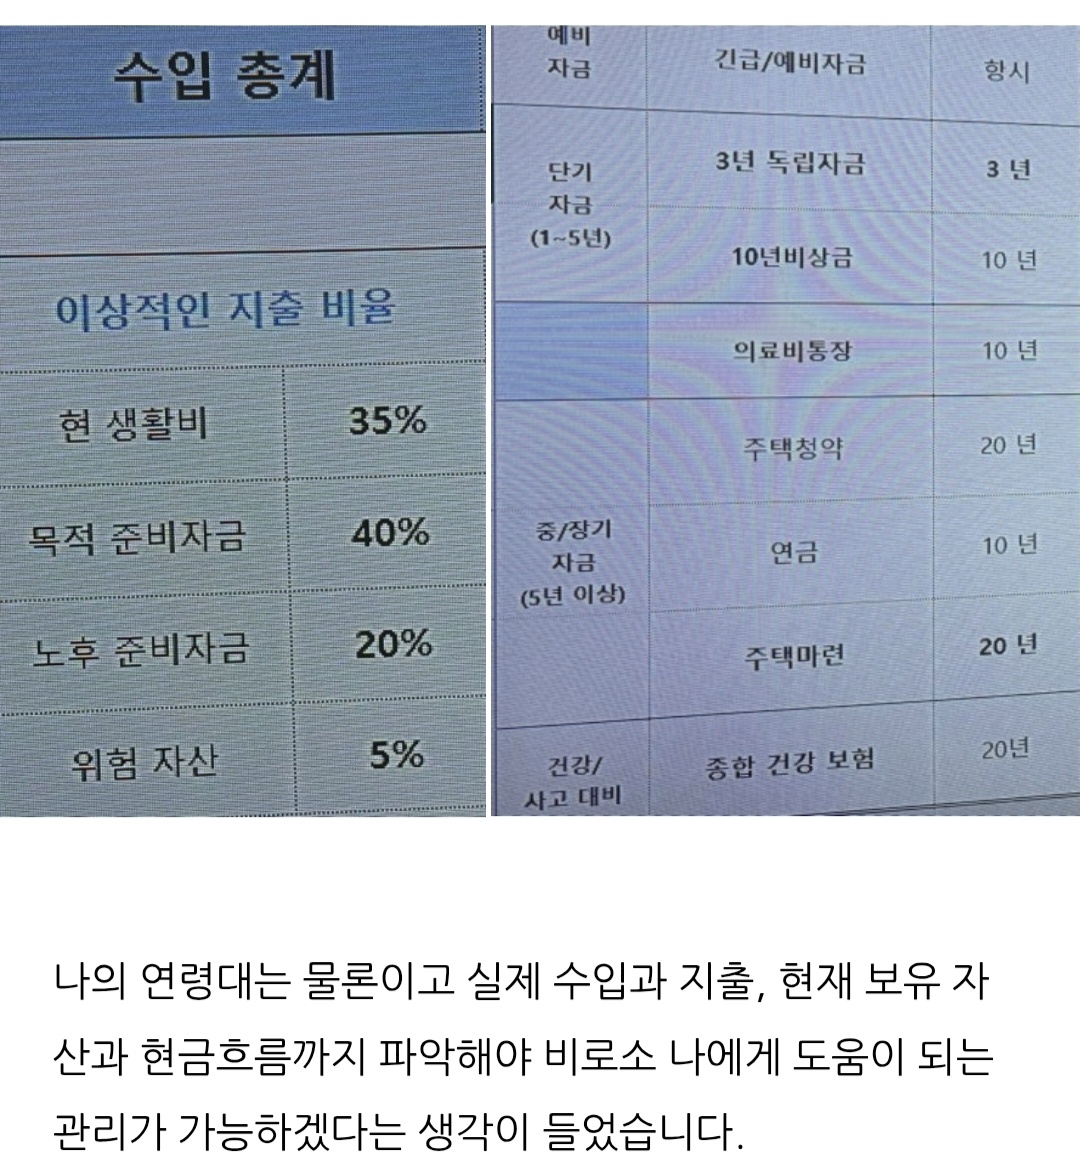 수입 총계
이상적인 지출 비율
현 생활비 35%
목적 준비자금 40%
노후 준비자금 20%
위험 자산 5%
예비
자금
긴급/예비자금 항시
단기
자금
(1~5년)
3년 독립자금 3 년
10년비상금 10 년
의료비통장 10 년
중/장기
자금
(5년 이상)
주택청약 20 년
연금 10 년
주택마련 20 년
건강/
사고 대비
종합 건강 보험 20년
나의 연령대는 물론이고 실제 수입과 지출, 현재 보유 자
산과 현금흐름까지 파악해야 비로소 나에게 도움이 되는
관리가 가능하겠다는 생각이 들었습니다.